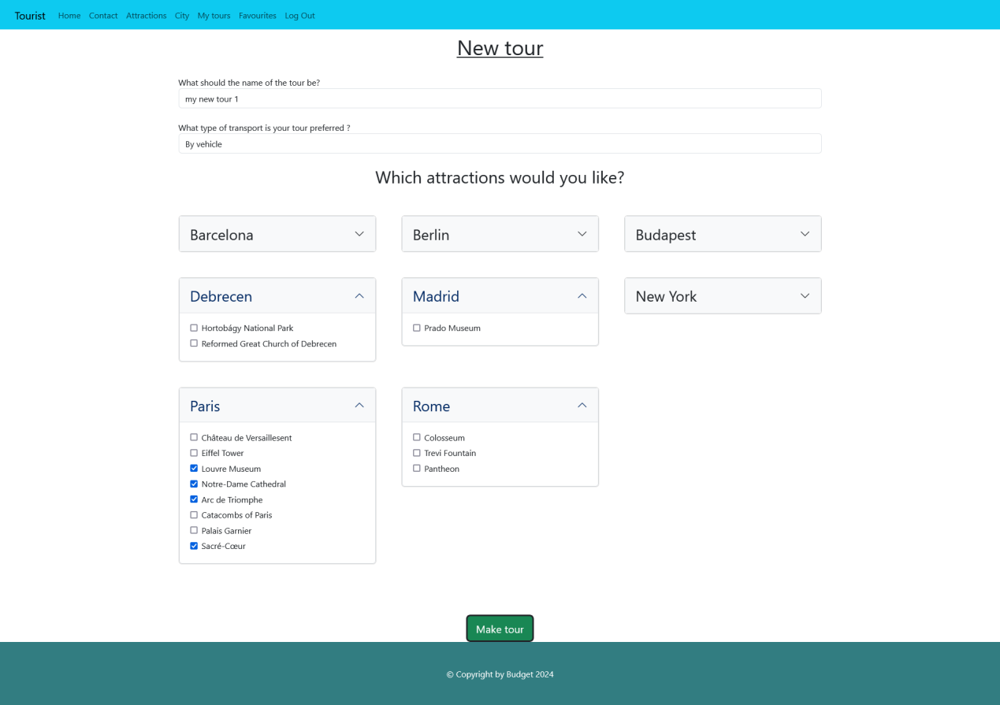 Tourist Home Contact Attractions City My tours Favourites Log Out
New tour
What should the name of the tour be?
my new tour 1
What type of transport is your tour preferred ?
By vehicle
Which attractions would you like?
Barcelona
Berlin
Budapest
Debrecen
Hortobágy National Park
Reformed Great Church of Debrecen
Madrid
Prado Museum
New York
Paris
Château de Versaillesent
Eiffel Tower
Louvre Museum
Notre-Dame Cathedral
Arc de Triomphe
Catacombs of Paris
Palais Garnier
Sacré-Cœur
Rome
Colosseum
Trevi Fountain
Pantheon
Make tour
© Copyright by Budget 2024